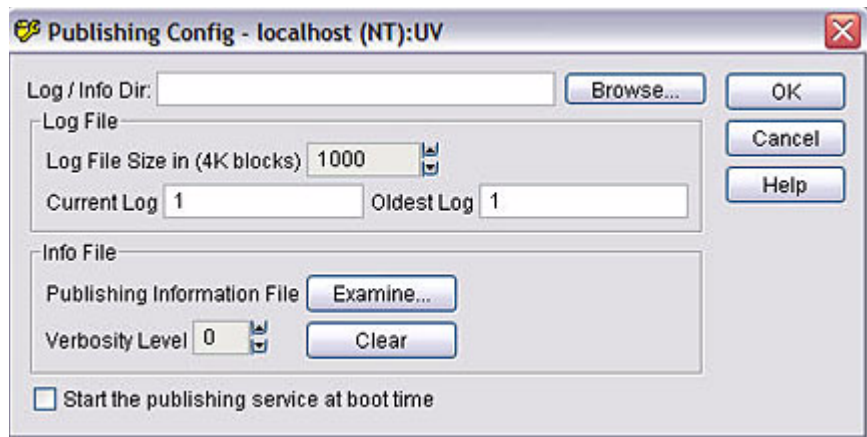 Publishing Config - localhost (NT):UV
Log / Info Dir: Browse... OK
Log File
Cancel
Log File Size in (4K blocks) 1000
Help
Current Log 1 Oldest Log 1
Info File
Publishing Information File Examine...
Verbosity Level 0 Clear
Start the publishing service at boot time